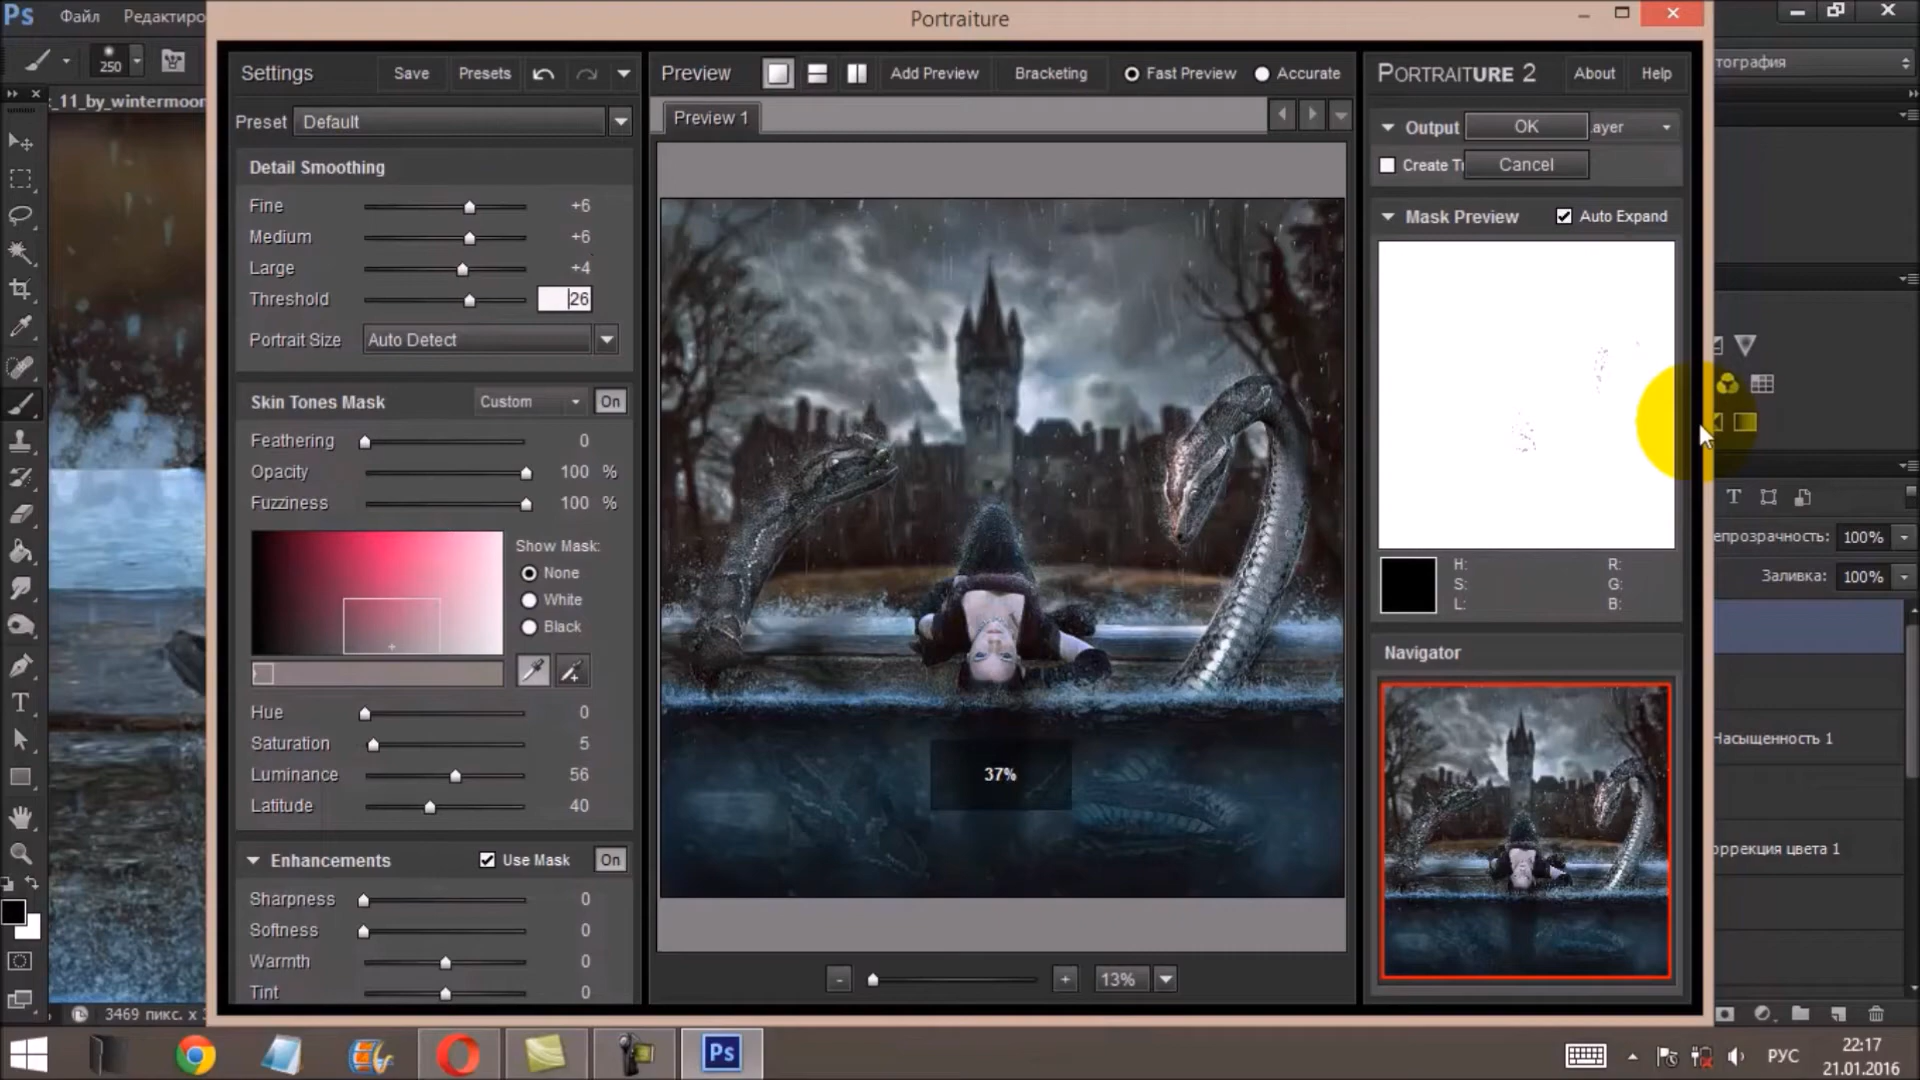 Ps Файл Редактиро Portraiture
250
Settings Save Presets Preview Add Preview Bracketing Fast Preview Accurate PORTRAITURE 2 About Help
тография
_11_by_wintermoon
Preset Default Preview 1 Output OK ayer
Create Tr Cancel
Detail Smoothing
Fine +6
Medium +6
Large +4
Threshold 26
Portrait Size Auto Detect
Mask Preview Auto Expand
Skin Tones Mask Custom On
Feathering 0
Opacity 100 %
Fuzziness 100 %
T
епрозрачность: 100%
Заливка: 100%
Show Mask:
None
White
Black
H: R:
S: G:
L: B:
Navigator
Hue 0
Saturation 5
Luminance 56
Latitude 40
37%
Насыщенность 1
оррекция цвета 1
Enhancements Use Mask On
Sharpness 0
Softness 0
Warmth 0
Tint 0
- + 13%
3469 пикс. x
Ps РУС 22:17
21.01.2016